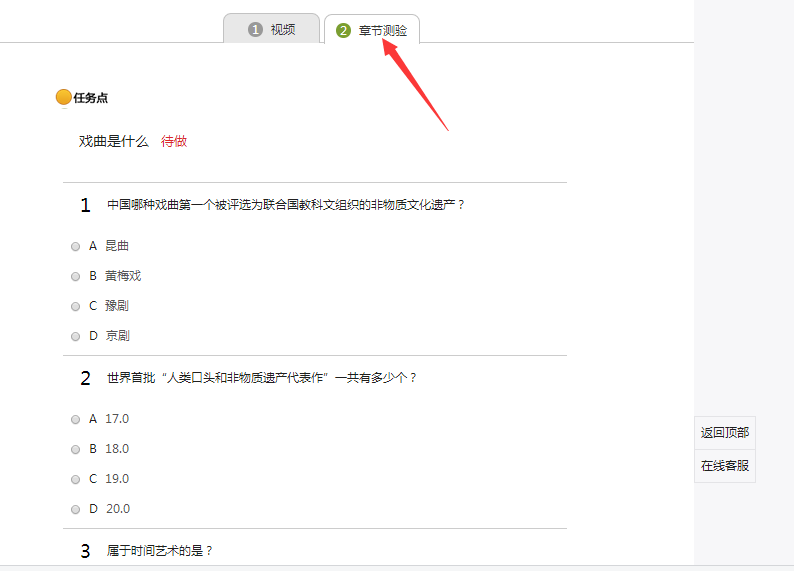 1 视频 2 章节测验
任务点
戏曲是什么 待做
1 中国哪种戏曲第一个被评选为联合国教科文组织的非物质文化遗产？
A 昆曲
B 黄梅戏
C 豫剧
D 京剧
2 世界首批“人类口头和非物质遗产代表作”一共有多少个？
A 17.0
B 18.0
C 19.0
D 20.0
3 属于时间艺术的是？
返回顶部
在线客服